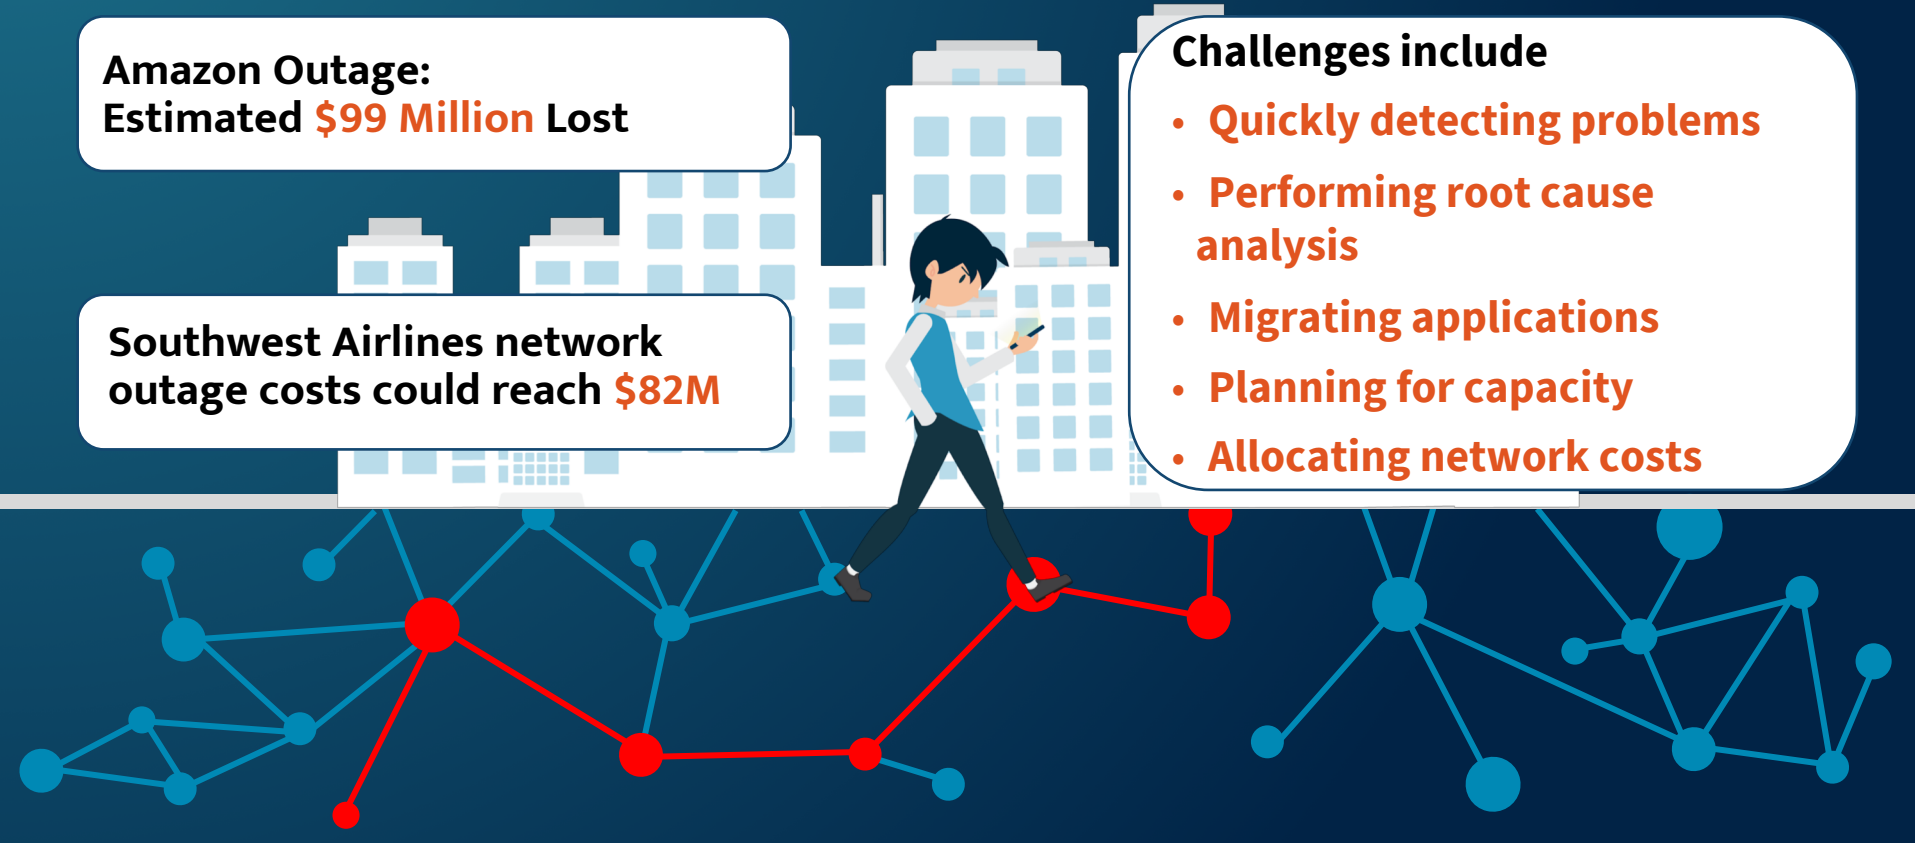 Amazon Outage:
Estimated $99 Million Lost
Southwest Airlines network
outage costs could reach $82M
Challenges include
• Quickly detecting problems
• Performing root cause
analysis
• Migrating applications
• Planning for capacity
• Allocating network costs